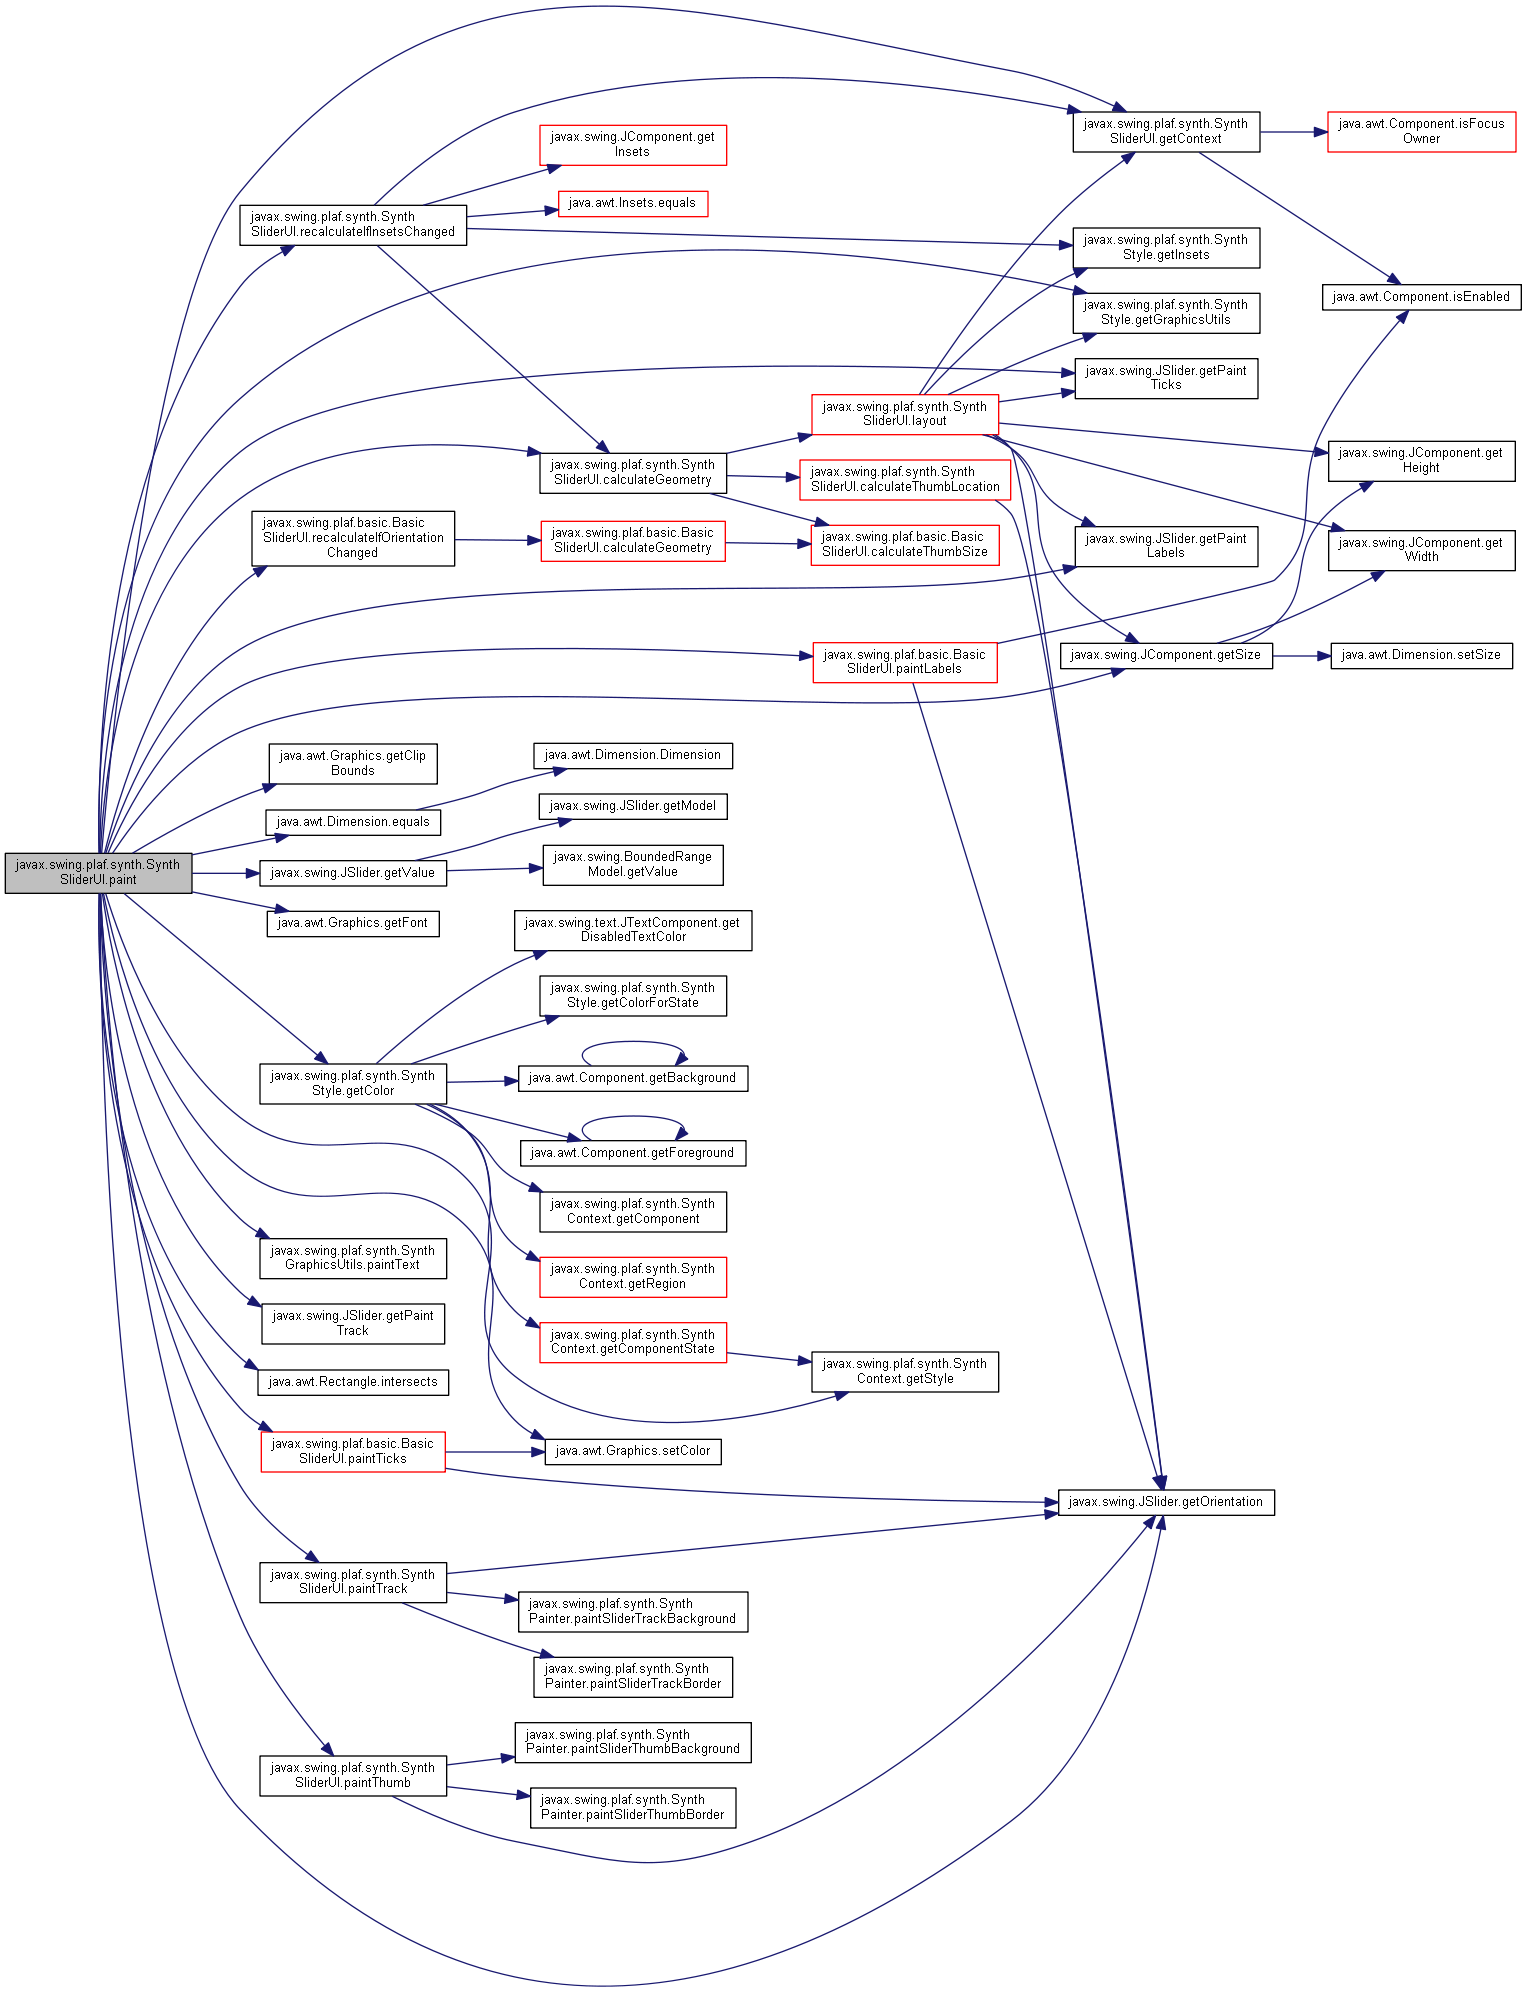 javax.swing.plaf.synth.Synth
SliderUI.getContext
java.awt.Component.isFocus
Owner
javax.swing.JComponent.get
Insets
java.awt.Insets.equals
javax.swing.plaf.synth.Synth
SliderUI.recalculateIfInsetsChanged
javax.swing.plaf.synth.Synth
Style.getInsets
java.awt.Component.isEnabled
javax.swing.plaf.synth.Synth
Style.getGraphicsUtils
javax.swing.JSlider.getPaint
Ticks
javax.swing.plaf.synth.Synth
SliderUI.layout
javax.swing.JComponent.get
Height
javax.swing.plaf.synth.Synth
SliderUI.calculateGeometry
javax.swing.plaf.synth.Synth
SliderUI.calculateThumbLocation
javax.swing.plaf.basic.Basic
SliderUI.recalculateIfOrientation
Changed
javax.swing.plaf.basic.Basic
SliderUI.calculateGeometry
javax.swing.plaf.basic.Basic
SliderUI.calculateThumbSize
javax.swing.JSlider.getPaint
Labels
javax.swing.JComponent.get
Width
javax.swing.plaf.basic.Basic
SliderUI.paintLabels
javax.swing.JComponent.getSize
java.awt.Dimension.setSize
java.awt.Graphics.getClip
Bounds
java.awt.Dimension.Dimension
java.awt.Dimension.equals
javax.swing.JSlider.getModel
javax.swing.plaf.synth.Synth
SliderUI.paint
javax.swing.JSlider.getValue
javax.swing.BoundedRange
Model.getValue
java.awt.Graphics.getFont
javax.swing.text.JTextComponent.get
DisabledTextColor
javax.swing.plaf.synth.Synth
Style.getColorForState
javax.swing.plaf.synth.Synth
Style.getColor
java.awt.Component.getBackground
java.awt.Component.getForeground
javax.swing.plaf.synth.Synth
Context.getComponent
javax.swing.plaf.synth.Synth
GraphicsUtils.paintText
javax.swing.plaf.synth.Synth
Context.getRegion
javax.swing.JSlider.getPaint
Track
javax.swing.plaf.synth.Synth
Context.getComponentState
javax.swing.plaf.synth.Synth
Context.getStyle
java.awt.Rectangle.intersects
javax.swing.plaf.basic.Basic
SliderUI.paintTicks
java.awt.Graphics.setColor
javax.swing.JSlider.getOrientation
javax.swing.plaf.synth.Synth
SliderUI.paintTrack
javax.swing.plaf.synth.Synth
Painter.paintSliderTrackBackground
javax.swing.plaf.synth.Synth
Painter.paintSliderTrackBorder
javax.swing.plaf.synth.Synth
Painter.paintSliderThumbBackground
javax.swing.plaf.synth.Synth
SliderUI.paintThumb
javax.swing.plaf.synth.Synth
Painter.paintSliderThumbBorder